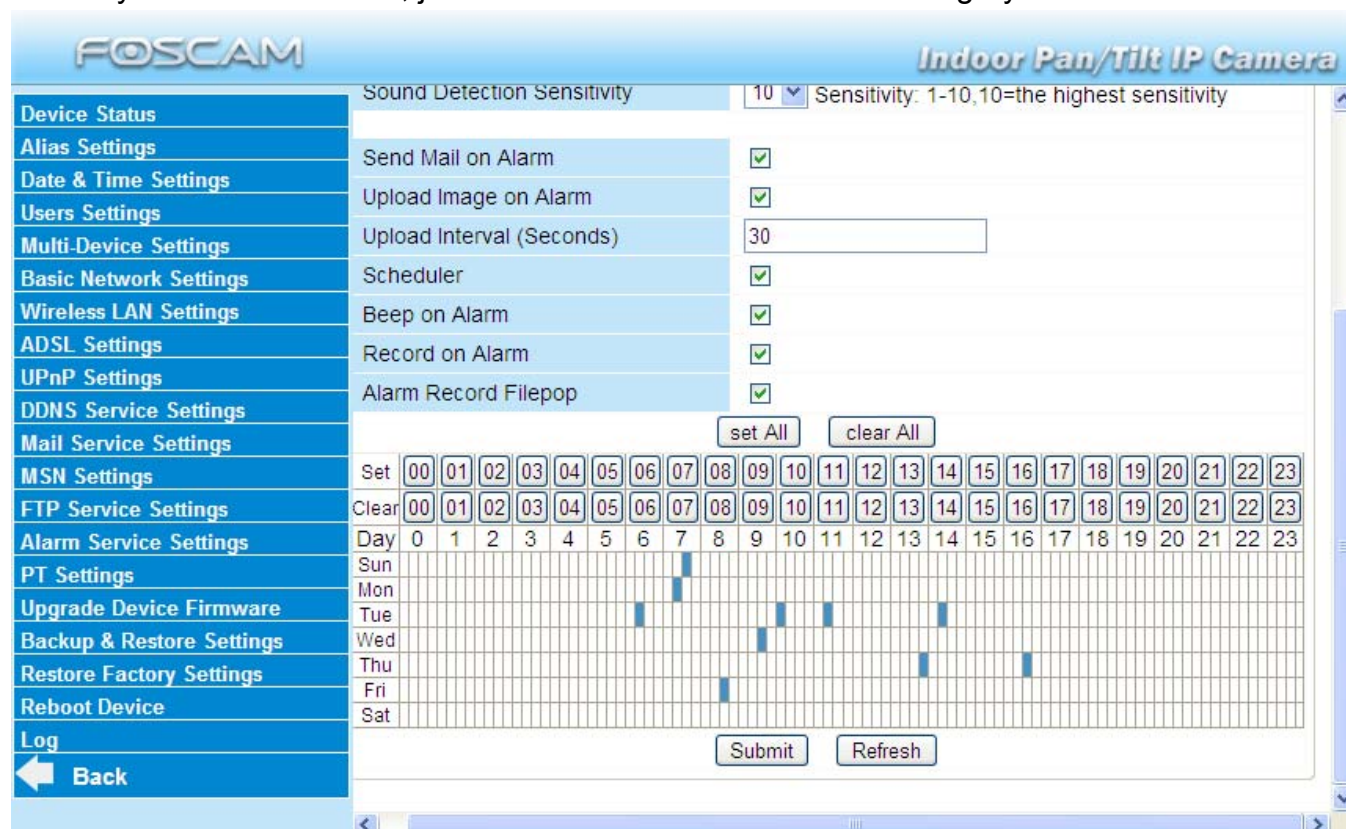 FOSCAM
Indoor Pan/Tilt IP Camera
Device Status
Alias Settings
Date & Time Settings
Users Settings
Multi-Device Settings
Basic Network Settings
Wireless LAN Settings
ADSL Settings
UPnP Settings
DDNS Service Settings
Mail Service Settings
MSN Settings
FTP Service Settings
Alarm Service Settings
PT Settings
Upgrade Device Firmware
Backup & Restore Settings
Restore Factory Settings
Reboot Device
Log
Back
Sound Detection Sensitivity 10 Sensitivity: 1-10,10=the highest sensitivity
Send Mail on Alarm
Upload Image on Alarm
Upload Interval (Seconds) 30
Scheduler
Beep on Alarm
Record on Alarm
Alarm Record Filepop
set All clear All
Set 00 01 02 03 04 05 06 07 08 09 10 11 12 13 14 15 16 17 18 19 20 21 22 23
Clear 00 01 02 03 04 05 06 07 08 09 10 11 12 13 14 15 16 17 18 19 20 21 22 23
Day 0 1 2 3 4 5 6 7 8 9 10 11 12 13 14 15 16 17 18 19 20 21 22 23
Sun
Mon
Tue
Wed
Thu
Fri
Sat
Submit Refresh